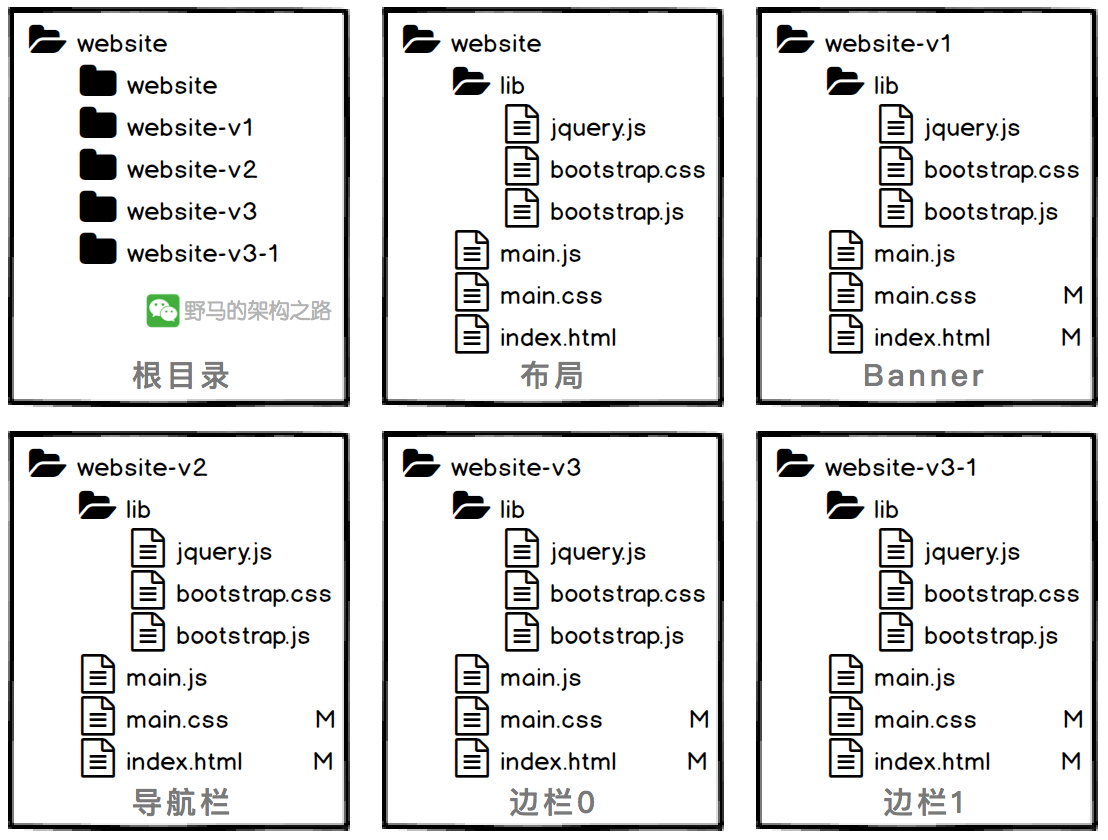 website
website
website-v1
website-v2
website-v3
website-v3-1
野马的架构之路
根目录
website
lib
jquery.js
bootstrap.css
bootstrap.js
main.js
main.css
index.html
布局
website-v1
lib
jquery.js
bootstrap.css
bootstrap.js
main.js
main.css M
index.html M
Banner
website-v2
lib
jquery.js
bootstrap.css
bootstrap.js
main.js
main.css M
index.html M
导航栏
website-v3
lib
jquery.js
bootstrap.css
bootstrap.js
main.js
main.css M
index.html M
边栏0
website-v3-1
lib
jquery.js
bootstrap.css
bootstrap.js
main.js
main.css M
index.html M
边栏1